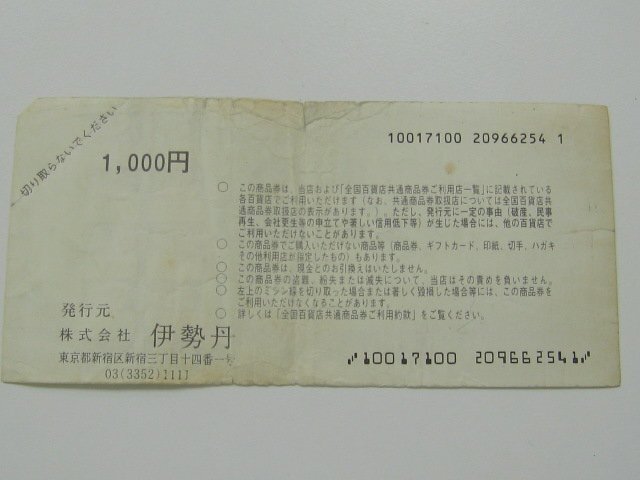 切り取らないでください
10017100 20966254 1
1,000円
○ この商品券は、当店および「全国百貨店共通商品券ご利用店一覧」に記載されている
各百貨店でご利用いただけます（なお、共通商品券取扱店については全国百貨店共通
商品券取扱店の表示があります。）。ただし、発行元に一定の事由（破産、民事
再生、会社更生等の申立てや著しい信用低下等）が生じた場合には、他の百貨店で
ご利用いただけないことがあります。
○ この商品券でご購入いただけない商品等（商品券、ギフトカード、印紙、切手、ハガキ
その他利用店が指定したもの）もあります。
○ この商品券は、現金とのお引換えはいたしません。
○ この商品券の盗難、紛失または滅失について、当店はその責めを負いません。
○ 左上のミシン線を切り取った場合または著しく毀損した場合等には、この商品券を
ご利用いただけなくなることがあります。
○ 詳しくは「全国百貨店共通商品券ご利用約款」をご覧ください。
発行元
株式会社 伊勢丹
東京都新宿区新宿三丁目十四番一号
03(3352)1111
10017100 209662541